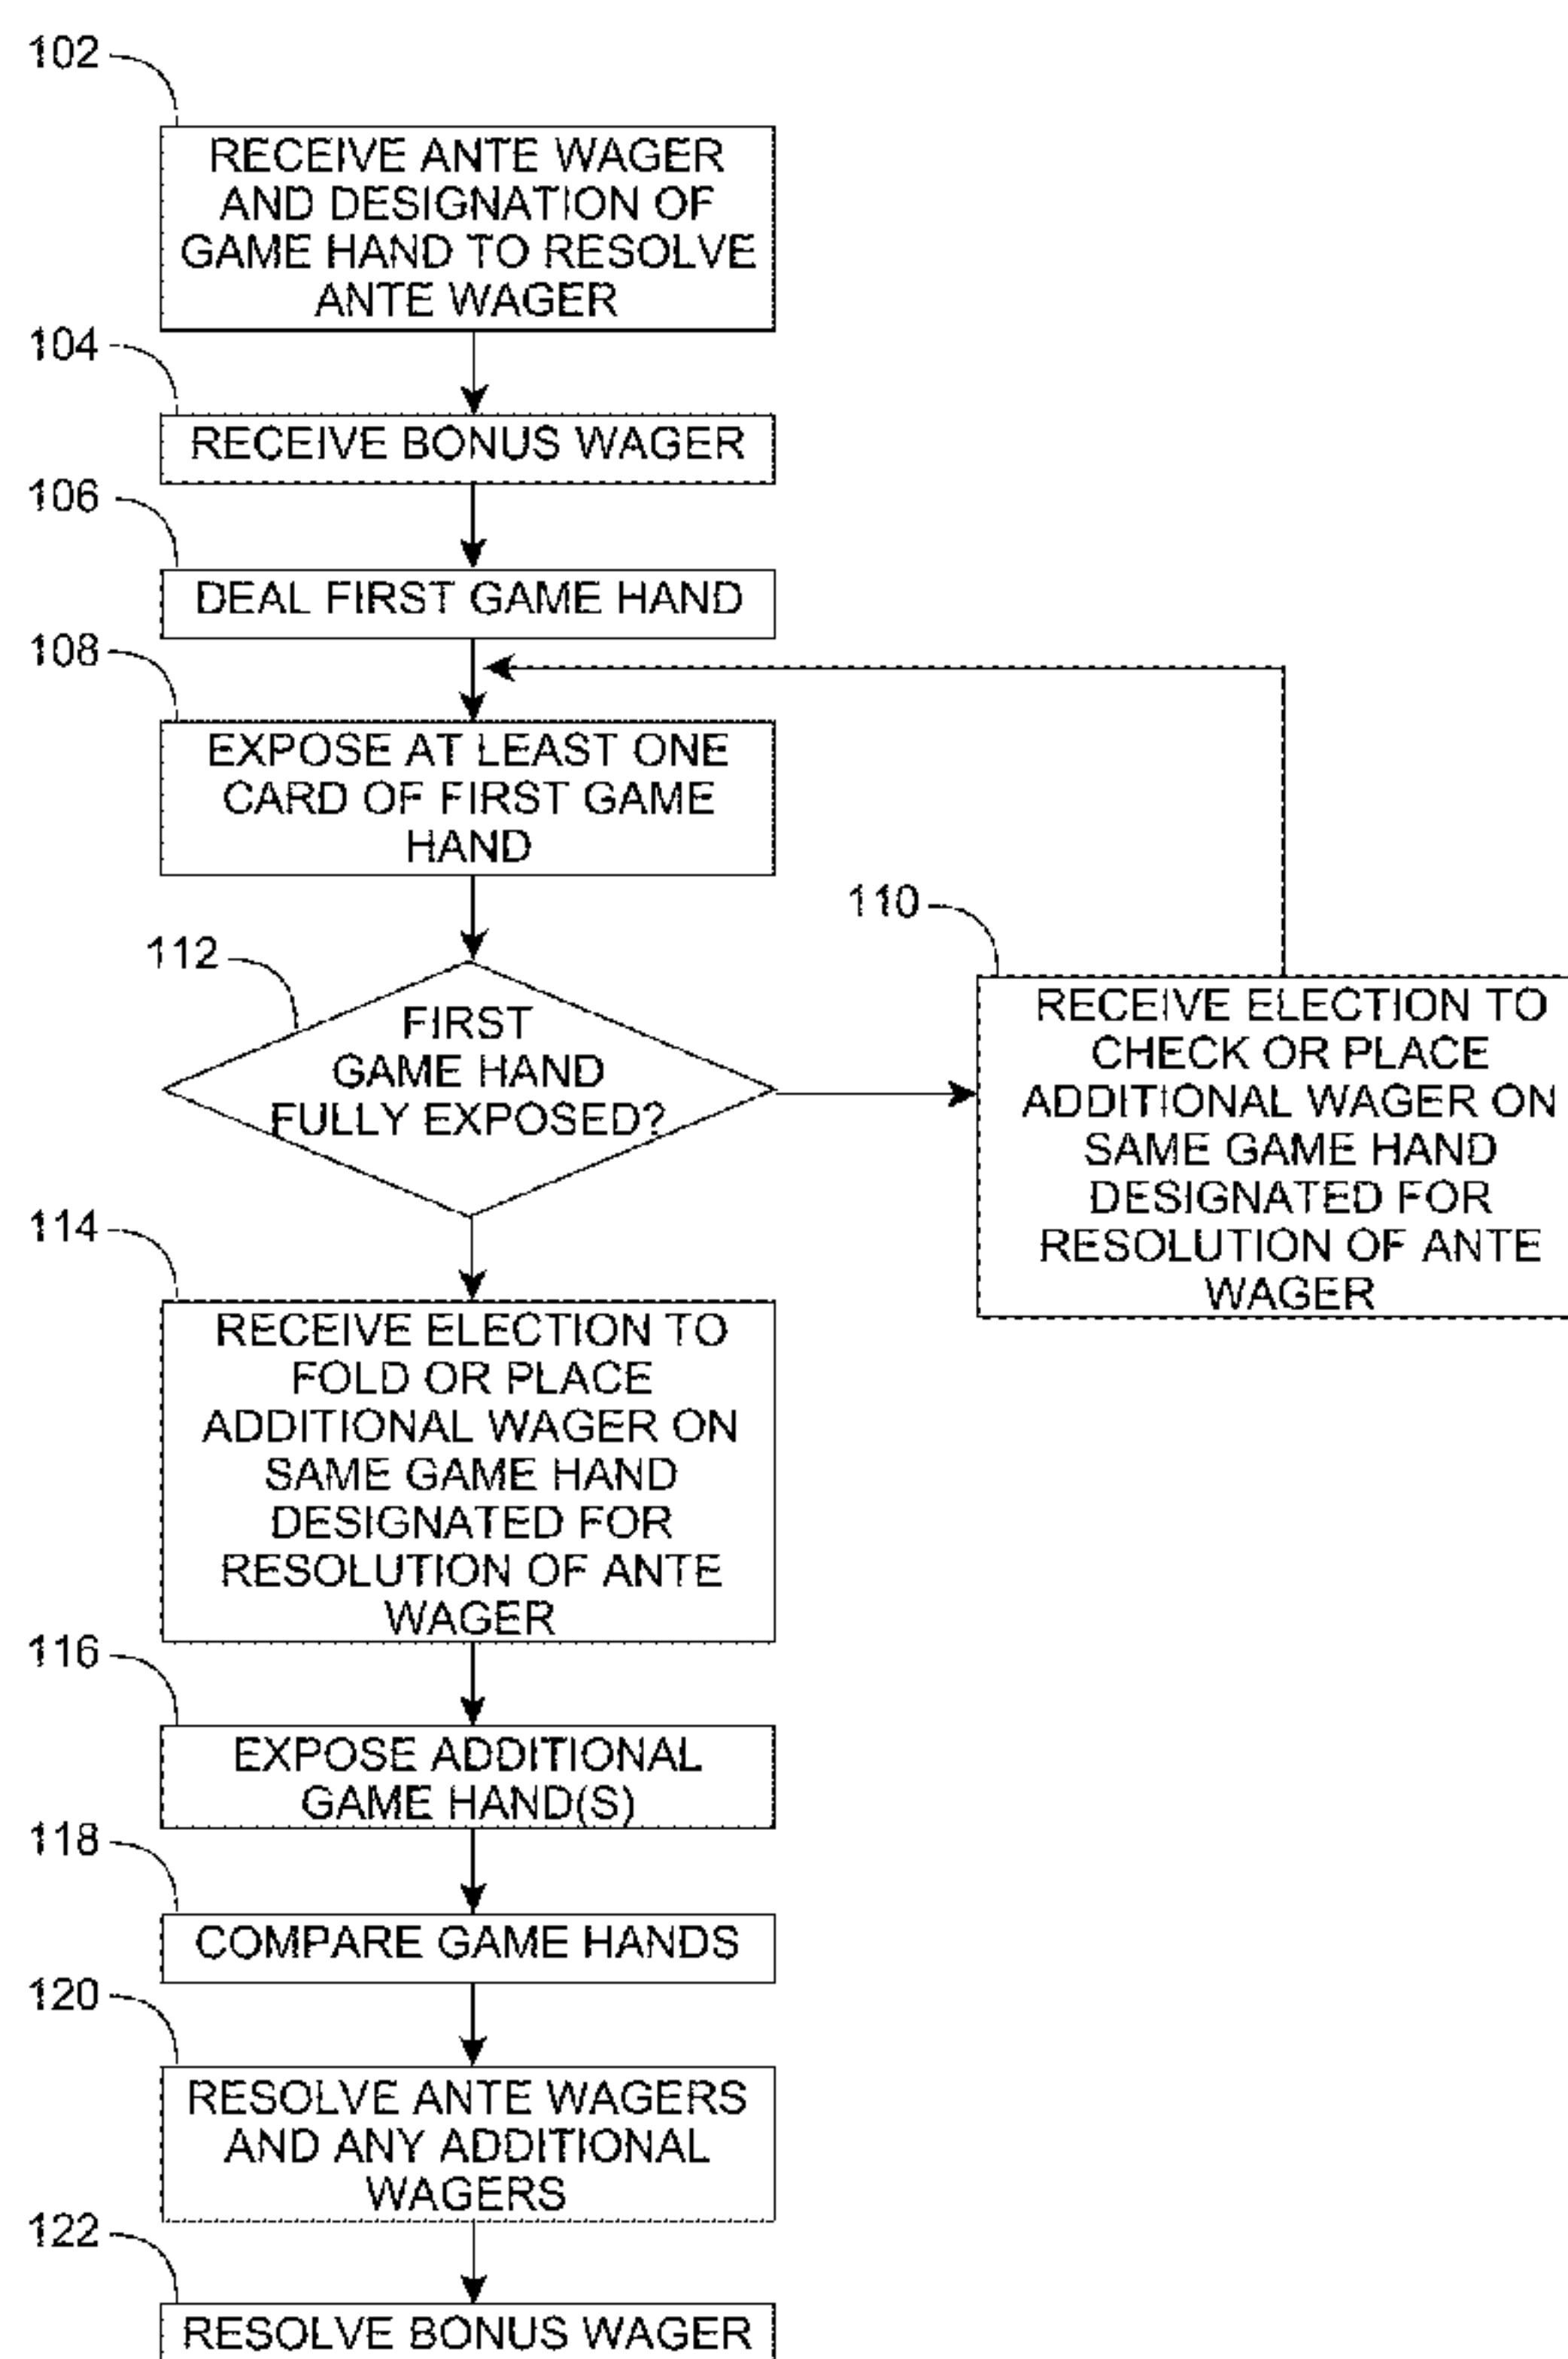 102
RECEIVE ANTE WAGER
AND DESIGNATION OF
GAME HAND TO RESOLVE
ANTE WAGER
104
RECEIVE BONUS WAGER
106
DEAL FIRST GAME HAND
108
EXPOSE AT LEAST ONE
CARD OF FIRST GAME
HAND
112
FIRST
GAME HAND
FULLY EXPOSED?
110
RECEIVE ELECTION TO
CHECK OR PLACE
ADDITIONAL WAGER ON
SAME GAME HAND
DESIGNATED FOR
RESOLUTION OF ANTE
WAGER
114
RECEIVE ELECTION TO
FOLD OR PLACE
ADDITIONAL WAGER ON
SAME GAME HAND
DESIGNATED FOR
RESOLUTION OF ANTE
WAGER
116
EXPOSE ADDITIONAL
GAME HAND(S)
118
COMPARE GAME HANDS
120
RESOLVE ANTE WAGERS
AND ANY ADDITIONAL
WAGERS
122
RESOLVE BONUS WAGER